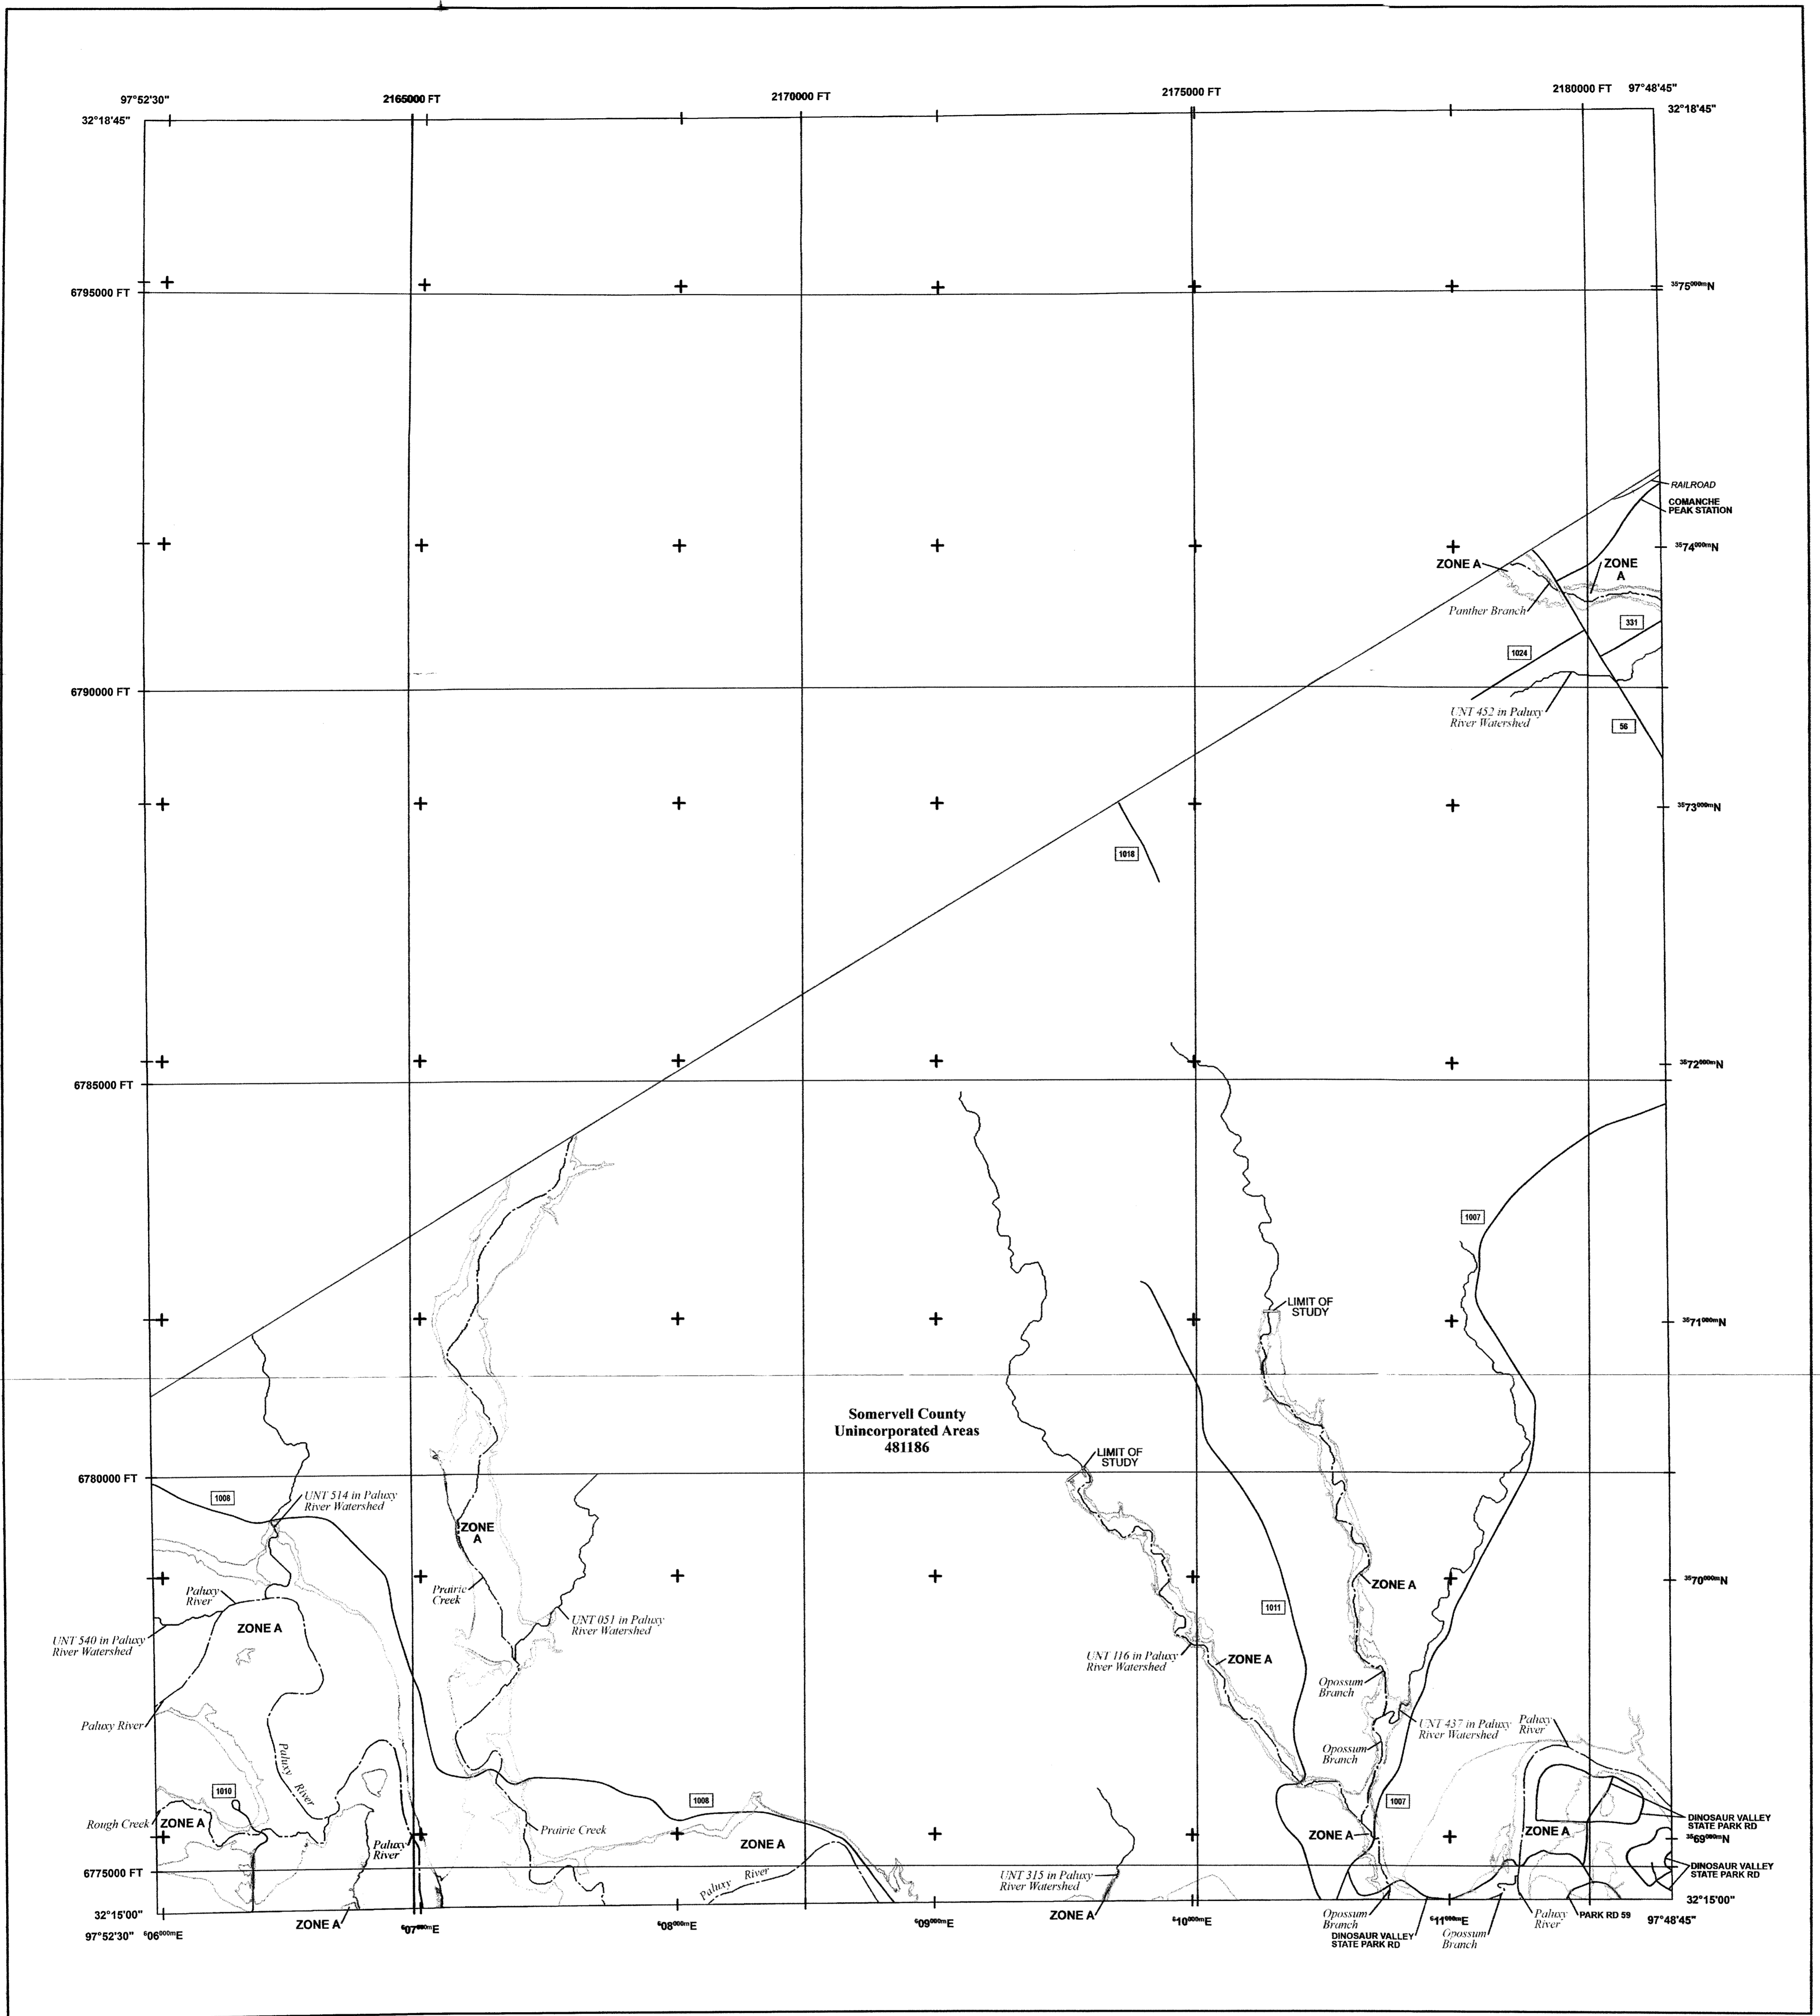 97°52'30"
2165000 FT
2170000 FT
2175000 FT
2180000 FT
97°48'45"
32°18'45"
32°18'45"
6795000 FT
3575000mN
RAILROAD
COMANCHE
PEAK STATION
3574000mN
ZONE A
ZONE
A
Panther Branch
331
1024
6790000 FT
UNT 452 in Paluxy
River Watershed
56
3573000mN
1018
3572000mN
6785000 FT
1007
LIMIT OF
STUDY
3571000mN
Somervell County
Unincorporated Areas
481186
LIMIT OF
STUDY
6780000 FT
1008
UNT 514 in Paluxy
River Watershed
ZONE
A
Paluxy
River
Prairie
Creek
3570000mN
ZONE A
1011
UNT 051 in Paluxy
River Watershed
ZONE A
UNT 540 in Paluxy
River Watershed
UNT 116 in Paluxy
River Watershed
ZONE A
Opossum
Branch
Paluxy River
UNT 437 in Paluxy
River Watershed
Paluxy
River
Paluxy River
Opossum
Branch
1010
1008
1007
Rough Creek
ZONE A
Prairie Creek
DINOSAUR VALLEY
STATE PARK RD
Paluxy
River
ZONE A
ZONE A
ZONE A
3569000mN
6775000 FT
Paluxy River
UNT 315 in Paluxy
River Watershed
DINOSAUR VALLEY
STATE PARK RD
32°15'00"
32°15'00"
ZONE A
ZONE A
Opossum
Branch
Paluxy
River
PARK RD 59
97°52'30"
606000mE
607000mE
608000mE
609000mE
610000mE
611000mE
97°48'45"
DINOSAUR VALLEY
STATE PARK RD
Opossum
Branch